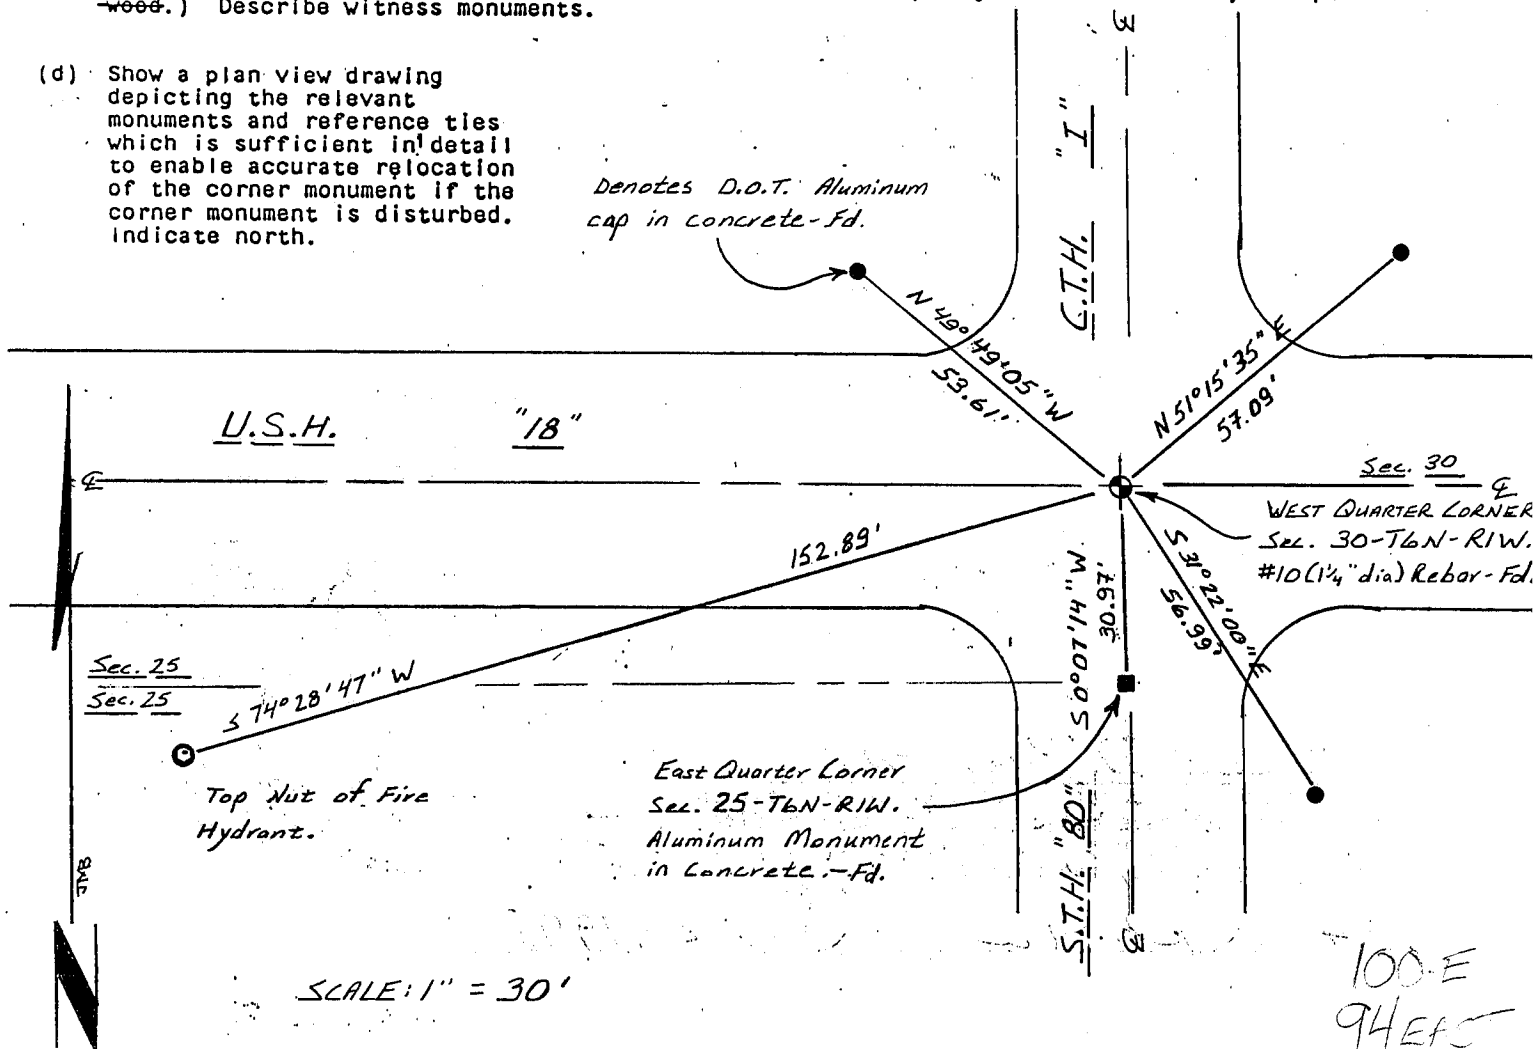 wood.) Describe witness monuments.
(d) Show a plan view drawing
depicting the relevant
monuments and reference ties
which is sufficient in detail
to enable accurate relocation
of the corner monument if the
corner monument is disturbed.
Indicate north.
Denotes D.O.T. Aluminum
cap in concrete-Fd.
C.T.H. "I"
N 49°49'05" W
53.61'
N 51°15'35" E
57.09'
U.S.H. "18"
Sec. 30
WEST QUARTER CORNER
Sec. 30-T6N-R1W.
#10 (1¼" dia) Rebar-Fd.
152.89'
S 0°07'14" W
30.97'
S 31°22'00" E
56.99'
Sec. 25
Sec. 25
S 74°28'47" W
Top Nut of Fire
Hydrant.
East Quarter Corner
Sec. 25-T6N-R1W.
Aluminum Monument
in Concrete.-Fd.
S.T.H. "80"
N
SCALE: 1" = 30'
100-E